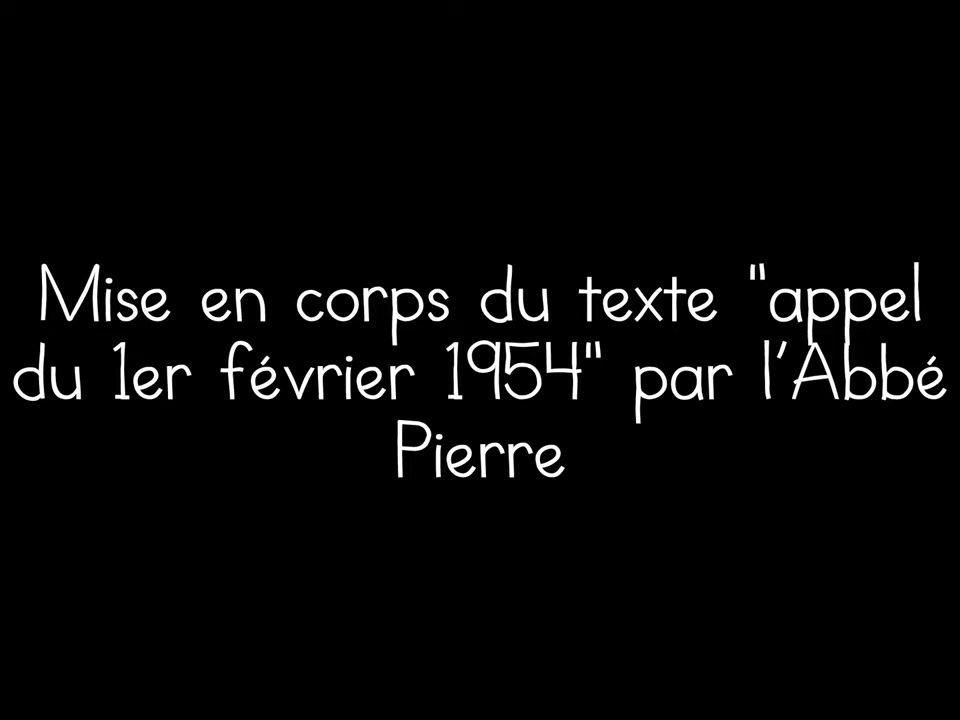 Mise en corps du texte "appel
du 1er février 1954" par l'Abbé
Pierre